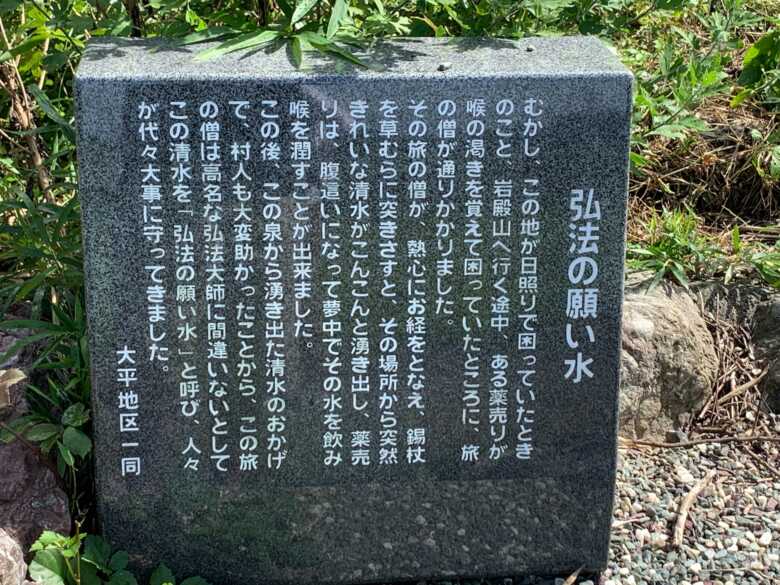 弘法の願い水
むかし、この地が日照りで困っていたとき
のこと、岩殿山へ行く途中、ある薬売りが
喉の渇きを覚えて困っていたところに、旅
の僧が通りかかりました。
その旅の僧が、熱心にお経をとなえ、錫杖
を草むらに突きさすと、その場所から突然
きれいな清水がこんこんと湧き出し、薬売
りは、腹這いになって夢中でその水を飲み
喉を潤すことが出来ました。
この後、この泉から湧き出た清水のおかげ
で、村人も大変助かったことから、この旅
の僧は高名な弘法大師に間違いないとして
この清水を「弘法の願い水」と呼び、人々
が代々大事に守ってきました。
大平地区一同